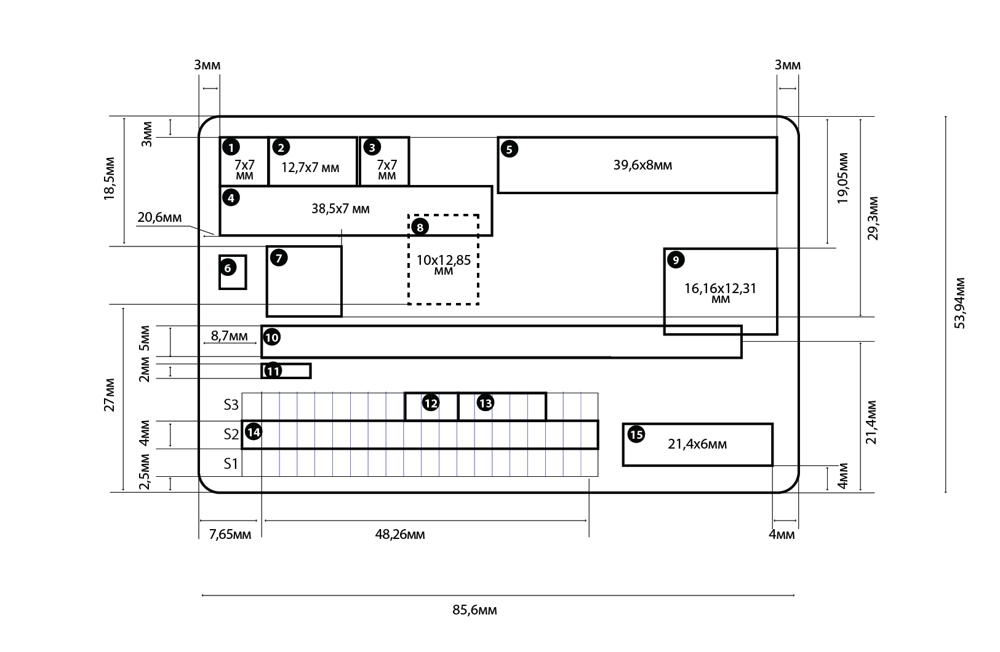 3мм
3мм
3мм
18,5мм
1
7x7
мм
2
12,7x7 мм
3
7x7
мм
5
39,6x8мм
19,05мм
29,3мм
53,94мм
4
38,5x7 мм
20,6мм
8
10x12,85
мм
6
7
9
16,16x12,31
мм
5мм
8,7мм
10
2мм
11
27мм
S3
12
13
4мм
S2
14
15
21,4x6мм
21,4мм
2,5мм
S1
4мм
7,65мм
48,26мм
4мм
85,6мм